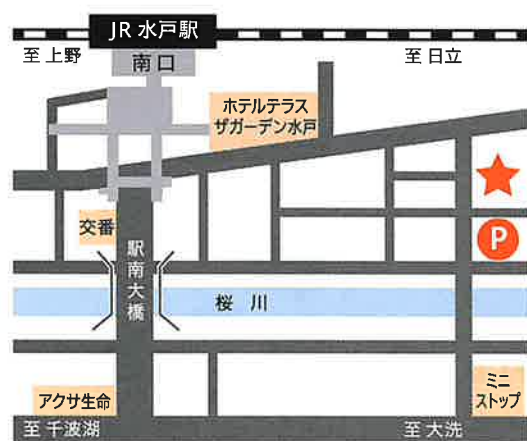 JR 水戸駅
至 上野
南 口
至 日立
ホテルテラス
ザガーデン水戸
交番
P
駅南大橋
桜 川
アクサ生命
ミニ
ストップ
至 千波湖
至 大洗